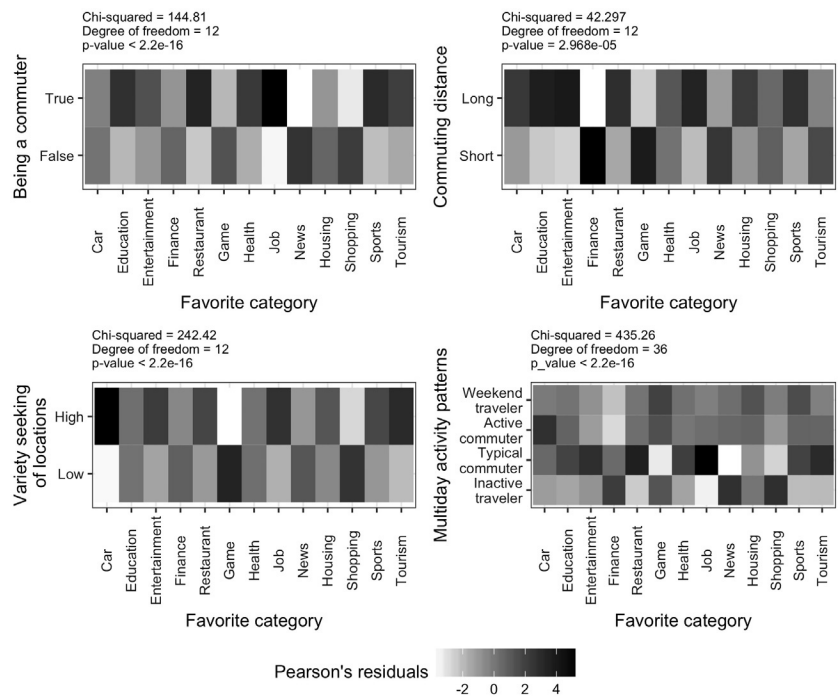 Chi-squared = 144.81
Degree of freedom = 12
p-value < 2.2e-16
Being a commuter
True
False
Car
Education
Entertainment
Finance
Restaurant
Game
Health
Job
News
Housing
Shopping
Sports
Tourism
Favorite category
Chi-squared = 42.297
Degree of freedom = 12
p-value = 2.968e-05
Commuting distance
Long
Short
Car
Education
Entertainment
Finance
Restaurant
Game
Health
Job
News
Housing
Shopping
Sports
Tourism
Favorite category
Chi-squared = 242.42
Degree of freedom = 12
p-value < 2.2e-16
Variety seeking
of locations
High
Low
Car
Education
Entertainment
Finance
Restaurant
Game
Health
Job
News
Housing
Shopping
Sports
Tourism
Favorite category
Chi-squared = 435.26
Degree of freedom = 36
p_value < 2.2e-16
Multiday activity patterns
Weekend
traveler
Active
commuter
Typical
commuter
Inactive
traveler
Car
Education
Entertainment
Finance
Restaurant
Game
Health
Job
News
Housing
Shopping
Sports
Tourism
Favorite category
Pearson's residuals
-2 0 2 4